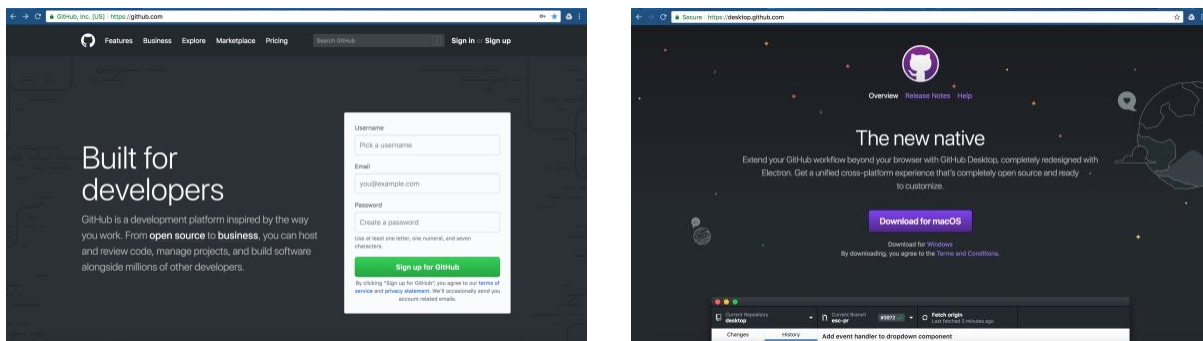 GitHub, Inc. [US] | https://github.com
Features Business Explore Marketplace Pricing Search GitHub / Sign in or Sign up
Built for
developers
GitHub is a development platform inspired by the way
you work. From open source to business, you can host
and review code, manage projects, and build software
alongside millions of other developers.
Username
Pick a username
Email
you@example.com
Password
Create a password
Use at least one letter, one numeral, and seven
characters.
Sign up for GitHub
By clicking "Sign up for GitHub", you agree to our terms of
service and privacy statement. We'll occasionally send you
account related emails.
Secure | https://desktop.github.com
Overview Release Notes Help
The new native
Extend your GitHub workflow beyond your browser with GitHub Desktop, completely redesigned with
Electron. Get a unified cross-platform experience that's completely open source and ready
to customize.
Download for macOS
Download for Windows
By downloading, you agree to the Terms and Conditions.
Current Repository
desktop
Current Branch
esc-pr
#3972
Fetch origin
Last fetched 3 minutes ago
Changes History Add event handler to dropdown component